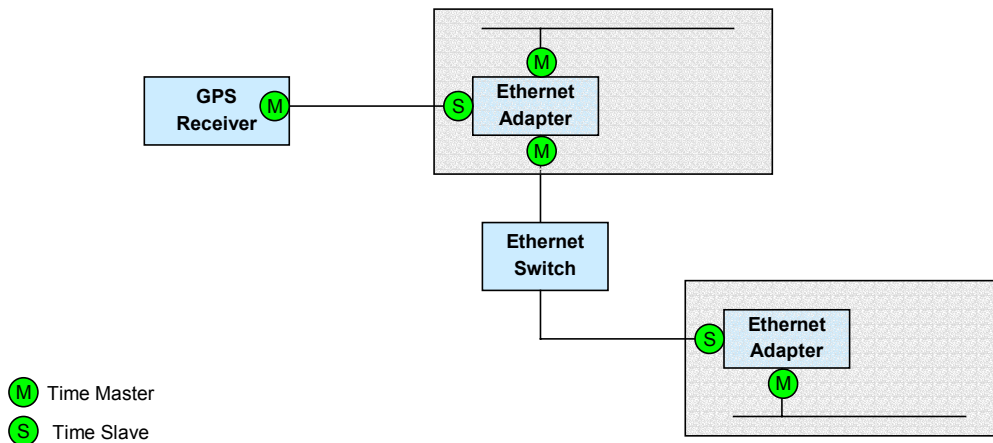 M
GPS
Receiver
M
S
Ethernet
Adapter
M
Ethernet
Switch
S
Ethernet
Adapter
M
M Time Master
S Time Slave